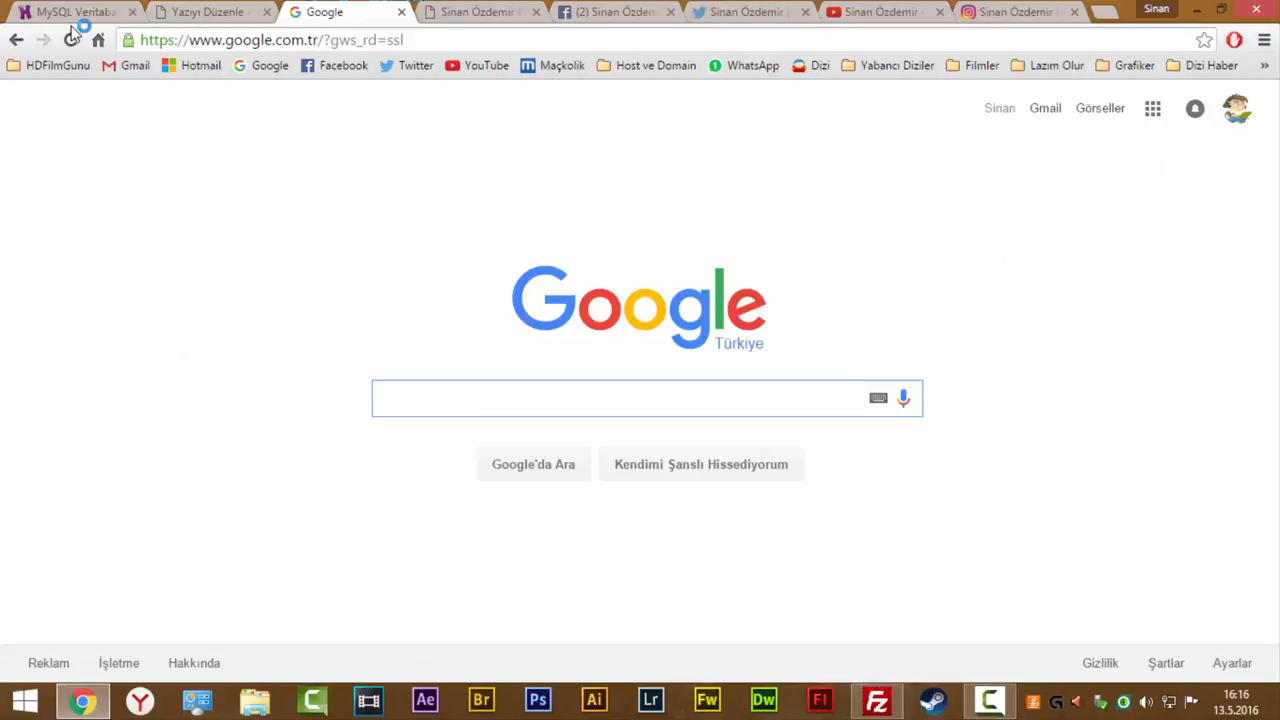 MySQL Veritaba
Yazıyı Düzenle
Google
Sinan Özdemir
(2) Sinan Özdem
Sinan Özdemir
Sinan Özdemir
Sinan Özdemir
Sinan
https://www.google.com.tr/?gws_rd=ssl
HDFilmGunu
Gmail
Hotmail
Google
Facebook
Twitter
YouTube
Maçkolik
Host ve Domain
WhatsApp
Dizi
Yabancı Diziler
Filmler
Lazım Olur
Grafiker
Dizi Haber
»
Sinan
Gmail
Görseller
Google
Türkiye
Google'da Ara
Kendimi Şanslı Hissediyorum
Reklam
İşletme
Hakkında
Gizlilik
Şartlar
Ayarlar
Ae
Br
Ps
Ai
Lr
Fw
Dw
Fl
Fz
16:16
13.5.2016